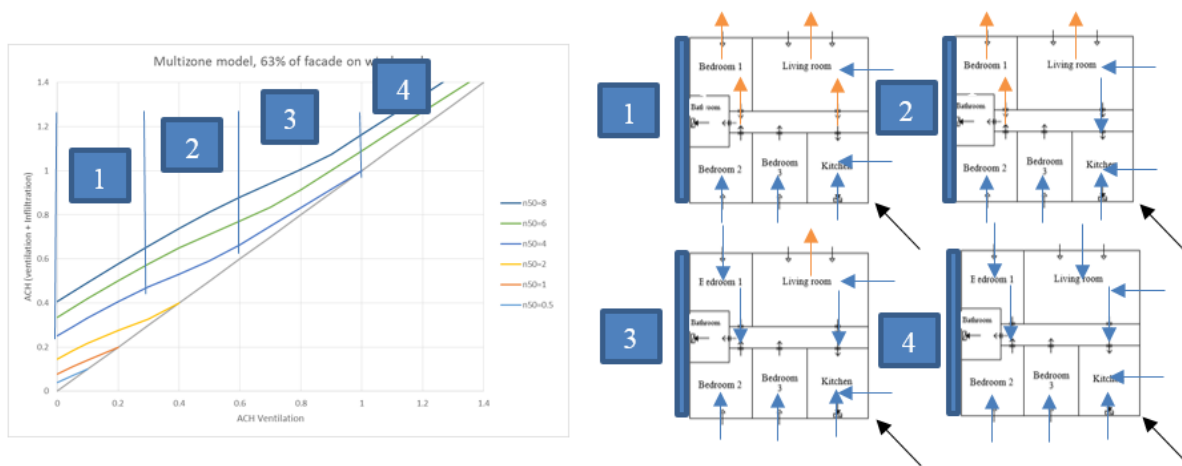 Multizone model, 63% of facade on
1.4
1.2
1
0.8
0.6
0.4
0.2
0
0
0.2
0.4
0.6
0.8
1
1.2
1.4
ACH (ventilation + Infliltration)
ACH Ventilation
n50=8
n50=6
n50=4
n50=2
n50=1
n50=0.5
1
2
3
4
1
Bedroom 1
Living room
Bedroom 2
Bedroom
3
Kitchen
2
Bedroom 1
Living room
Bathroom
Bedroom 2
Bedroom
3
Kitchen
3
Bedroom 1
Living room
Bathroom
Bedroom 2
Bedroom
3
Kitchen
4
Bedroom 1
Living room
Bathroom
Bedroom 2
Bedroom
3
Kitchen